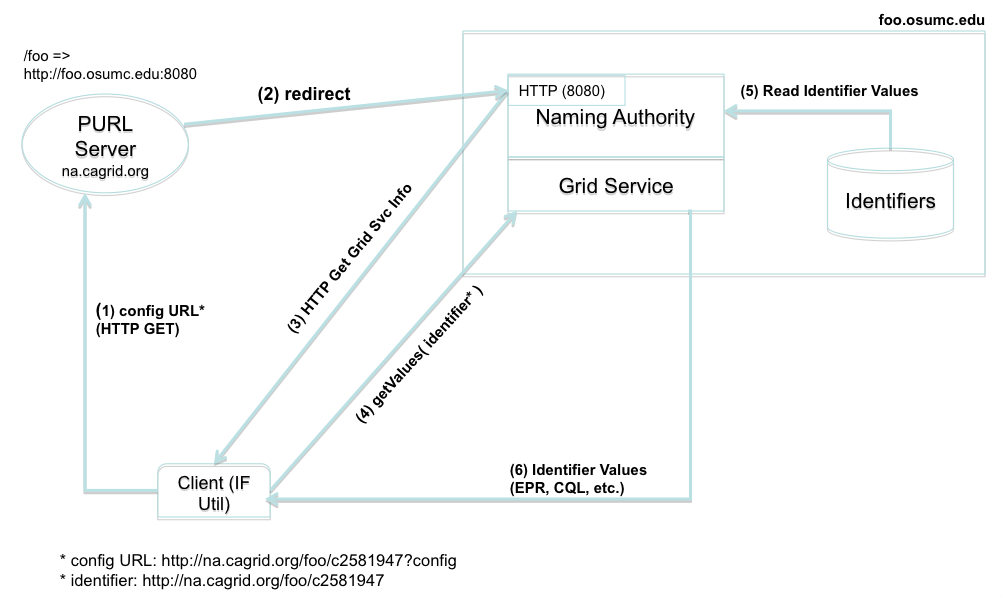 foo.osumc.edu
/foo =>
http://foo.osumc.edu:8080
(2) redirect
HTTP (8080)
(5) Read Identifier Values
PURL
Server
na.cagrid.org
Naming Authority
Grid Service
Identifiers
(3) HTTP Get Grid Svc Info
(1) config URL*
(HTTP GET)
(4) getValues( identifier* )
(6) Identifier Values
(EPR, CQL, etc.)
Client (IF
Util)
* config URL: http://na.cagrid.org/foo/c2581947?config
* identifier: http://na.cagrid.org/foo/c2581947